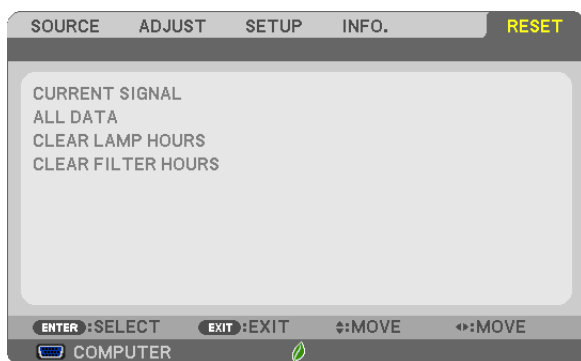 SOURCE ADJUST SETUP INFO. RESET
CURRENT SIGNAL
ALL DATA
CLEAR LAMP HOURS
CLEAR FILTER HOURS
ENTER :SELECT EXIT :EXIT :MOVE :MOVE
COMPUTER